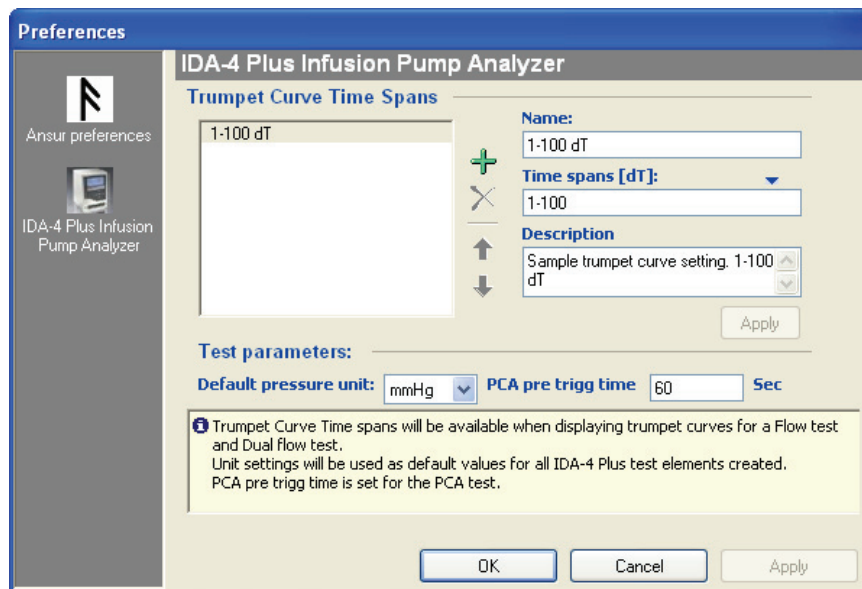 Preferences
Ansur preferences
IDA-4 Plus Infusion
Pump Analyzer
IDA-4 Plus Infusion Pump Analyzer
Trumpet Curve Time Spans
1-100 dT
Name:
1-100 dT
Time spans [dT]:
1-100
Description
Sample trumpet curve setting. 1-100
dT
Apply
Test parameters:
Default pressure unit: mmHg PCA pre trigg time 60 Sec
Trumpet Curve Time spans will be available when displaying trumpet curves for a Flow test
and Dual flow test.
Unit settings will be used as default values for all IDA-4 Plus test elements created.
PCA pre trigg time is set for the PCA test.
OK Cancel Apply